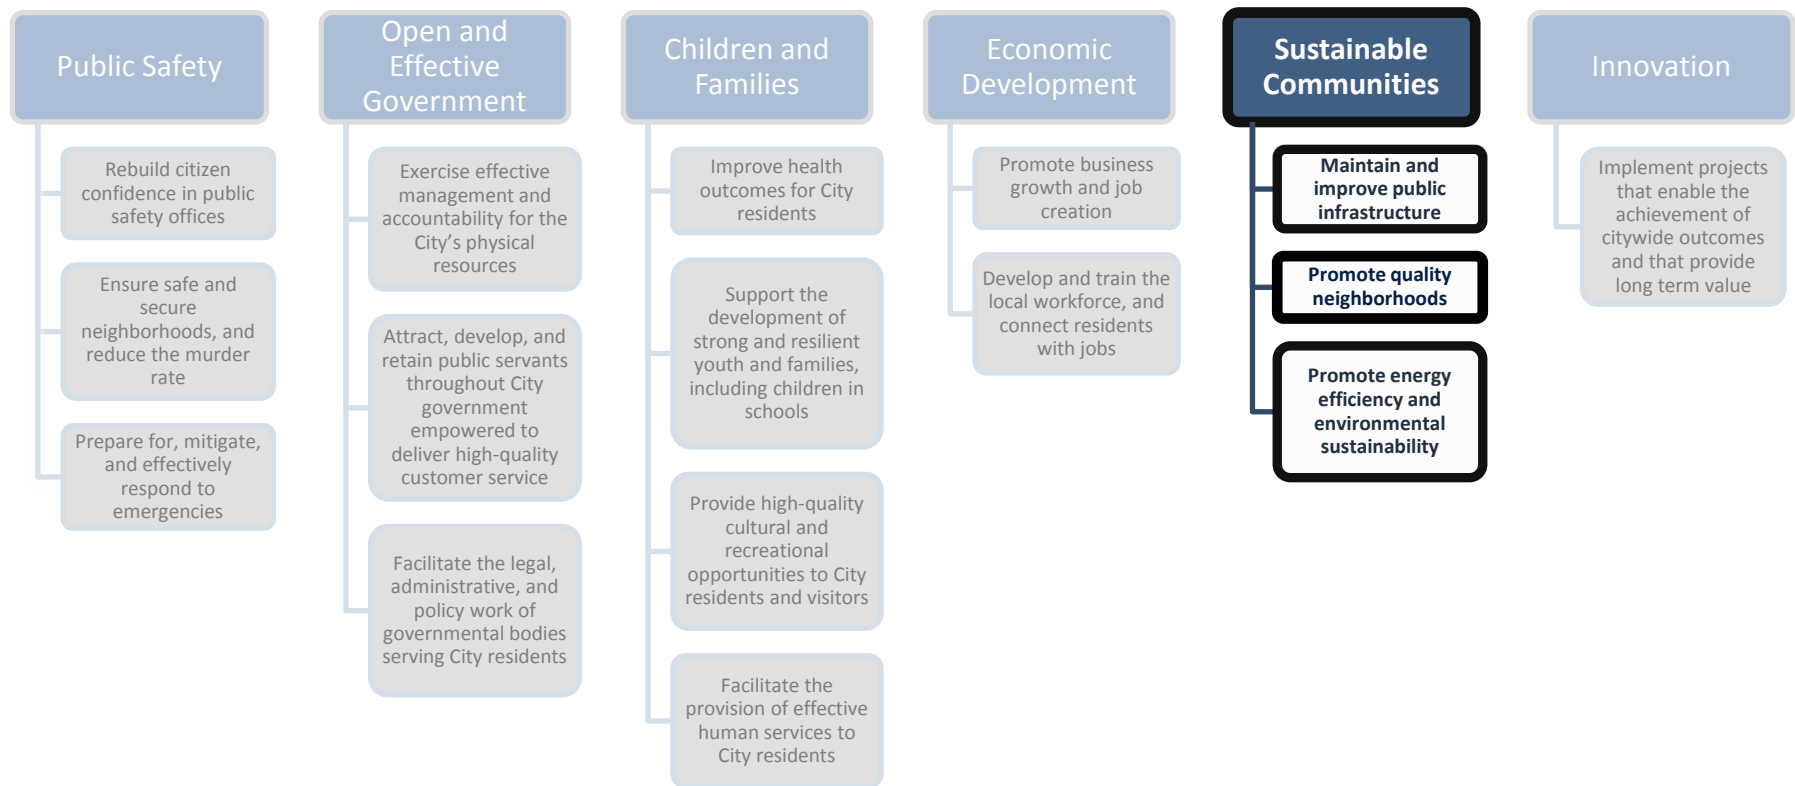 Public Safety
Rebuild citizen
confidence in public
safety offices
Ensure safe and
secure
neighborhoods, and
reduce the murder
rate
Prepare for, mitigate,
and effectively
respond to
emergencies
Open and
Effective
Government
Exercise effective
management and
accountability for the
City’s physical
resources
Attract, develop, and
retain public servants
throughout City
government
empowered to
deliver high-quality
customer service
Facilitate the legal,
administrative, and
policy work of
governmental bodies
serving City residents
Children and
Families
Improve health
outcomes for City
residents
Support the
development of
strong and resilient
youth and families,
including children in
schools
Provide high-quality
cultural and
recreational
opportunities to City
residents and visitors
Facilitate the
provision of effective
human services to
City residents
Economic
Development
Promote business
growth and job
creation
Develop and train the
local workforce, and
connect residents
with jobs
Sustainable
Communities
Maintain and
improve public
infrastructure
Promote quality
neighborhoods
Promote energy
efficiency and
environmental
sustainability
Innovation
Implement projects
that enable the
achievement of
citywide outcomes
and that provide
long term value